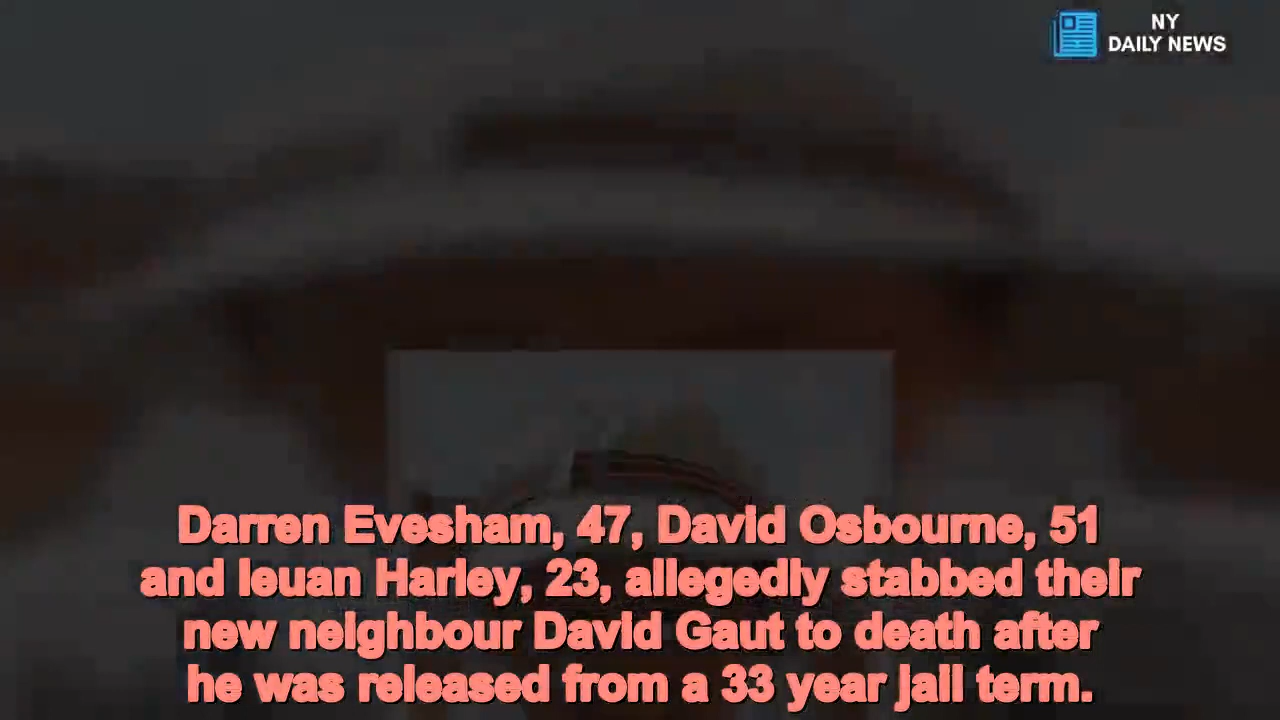 NY
DAILY NEWS
Darren Evesham, 47, David Osbourne, 51
and Ieuan Harley, 23, allegedly stabbed their
new neighbour David Gaut to death after
he was released from a 33 year jail term.